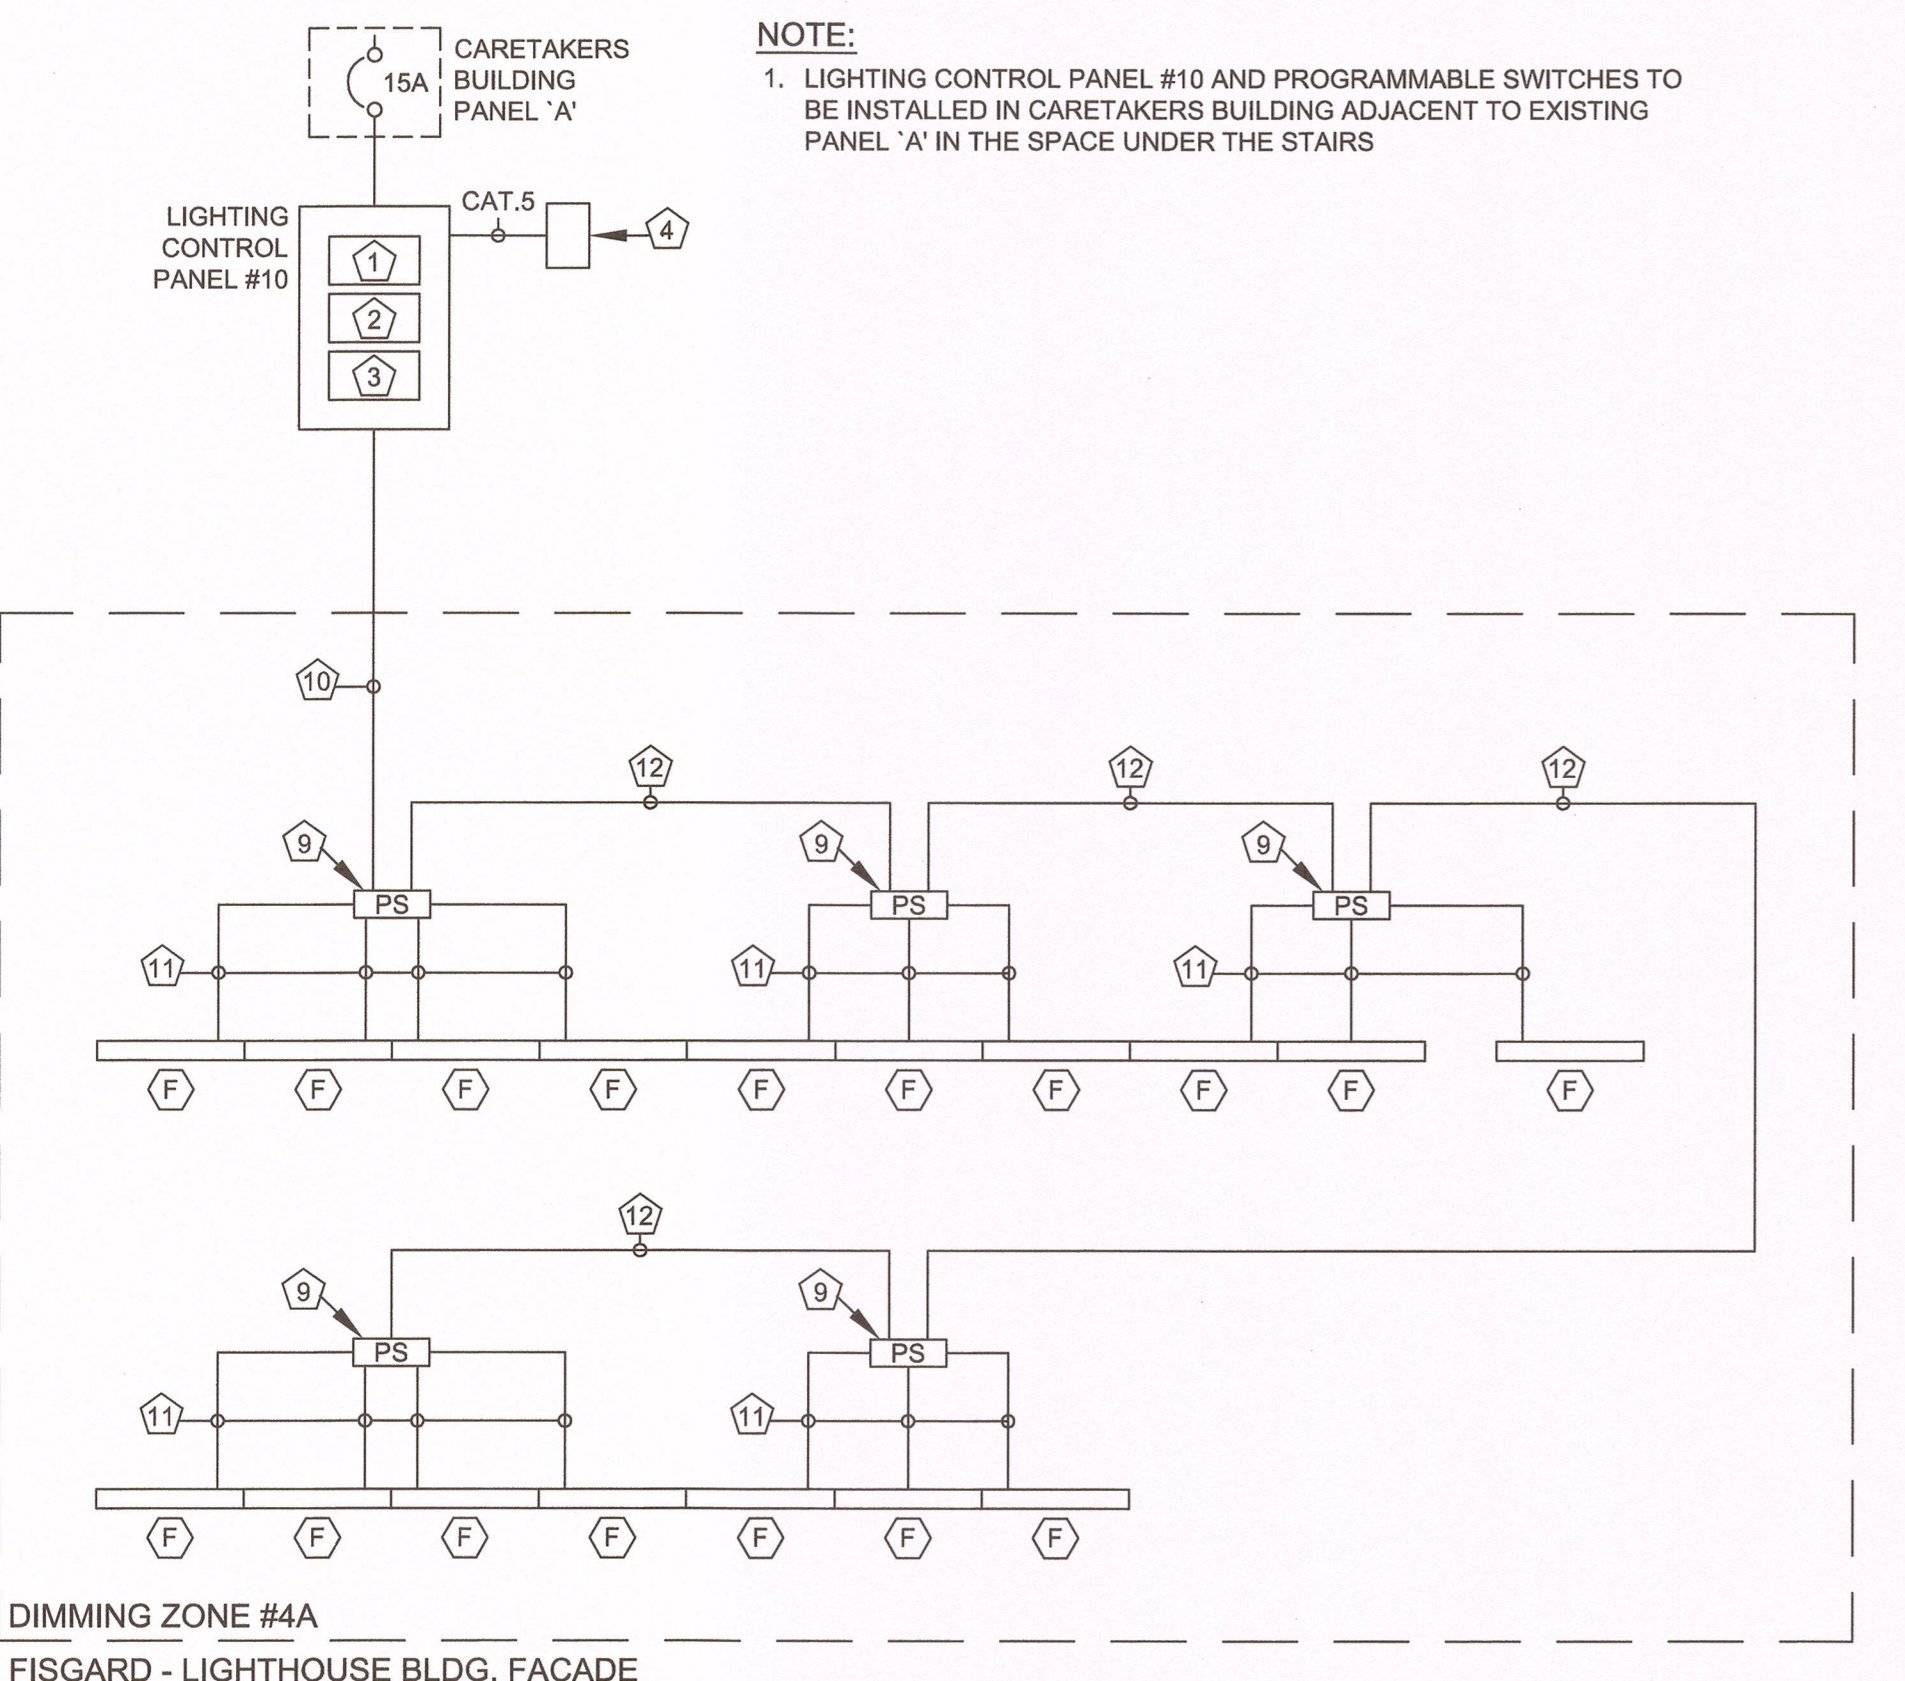 CARETAKERS
BUILDING
PANEL `A'
15A
NOTE:
1. LIGHTING CONTROL PANEL #10 AND PROGRAMMABLE SWITCHES TO
BE INSTALLED IN CARETAKERS BUILDING ADJACENT TO EXISTING
PANEL `A' IN THE SPACE UNDER THE STAIRS
LIGHTING
CONTROL
PANEL #10
1
2
3
CAT.5
4
10
12
12
12
9
9
9
PS
PS
PS
11
11
11
F F F F F F F F F F
12
9
9
PS
PS
11
11
F F F F F F F
DIMMING ZONE #4A
FISGARD - LIGHTHOUSE BLDG. FACADE